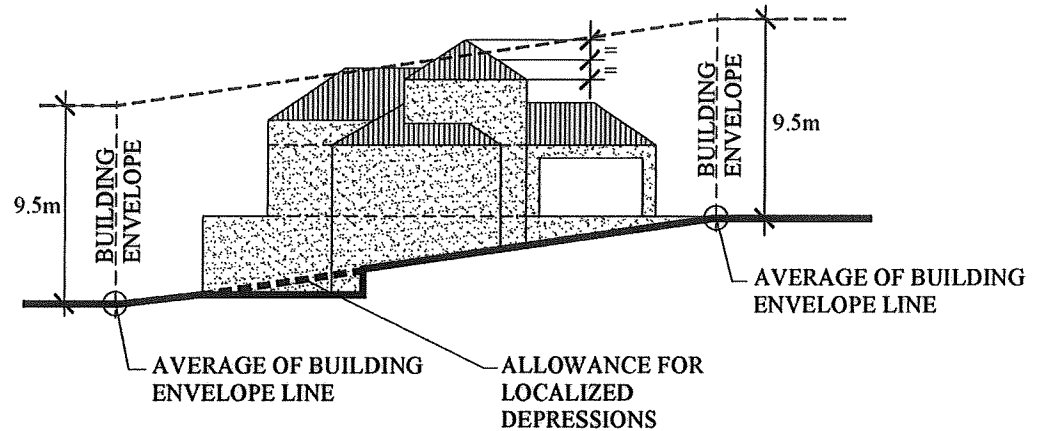 BUILDING
ENVELOPE
9.5m
=
=
BUILDING
ENVELOPE
9.5m
AVERAGE OF BUILDING
ENVELOPE LINE
ALLOWANCE FOR
LOCALIZED
DEPRESSIONS
AVERAGE OF BUILDING
ENVELOPE LINE